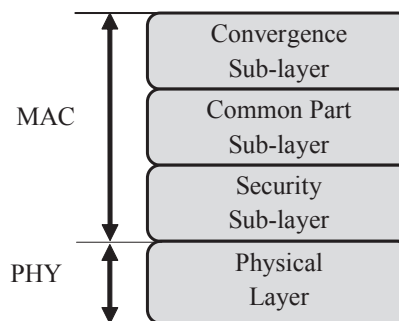 Convergence
Sub-layer
MAC
Common Part
Sub-layer
Security
Sub-layer
PHY
Physical
Layer